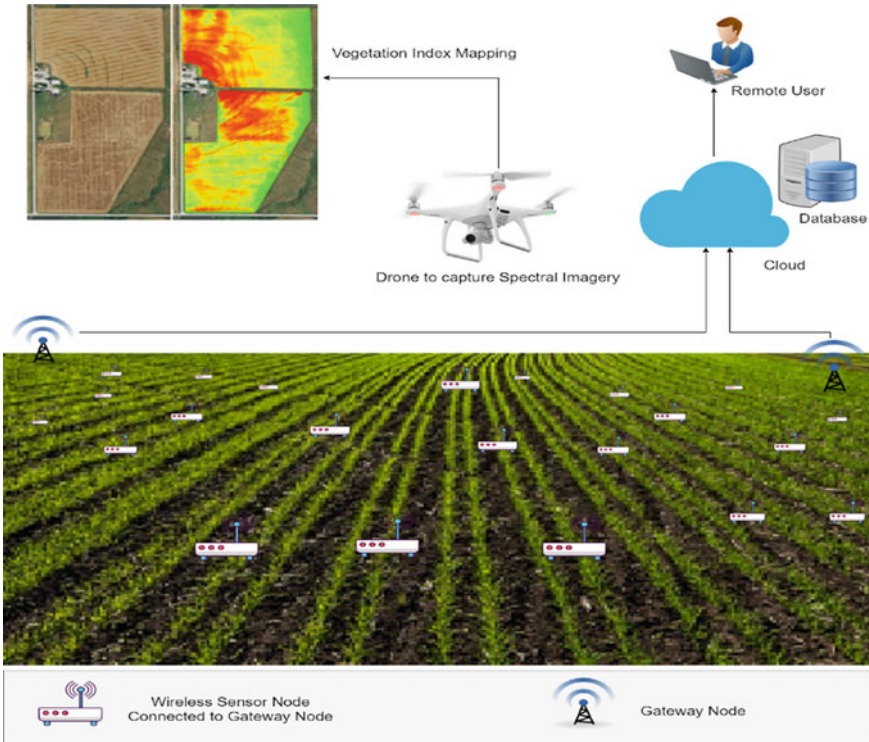 Vegetation Index Mapping
Remote User
Database
Drone to capture Spectral Imagery
Cloud
Wireless Sensor Node
Connected to Gateway Node
Gateway Node